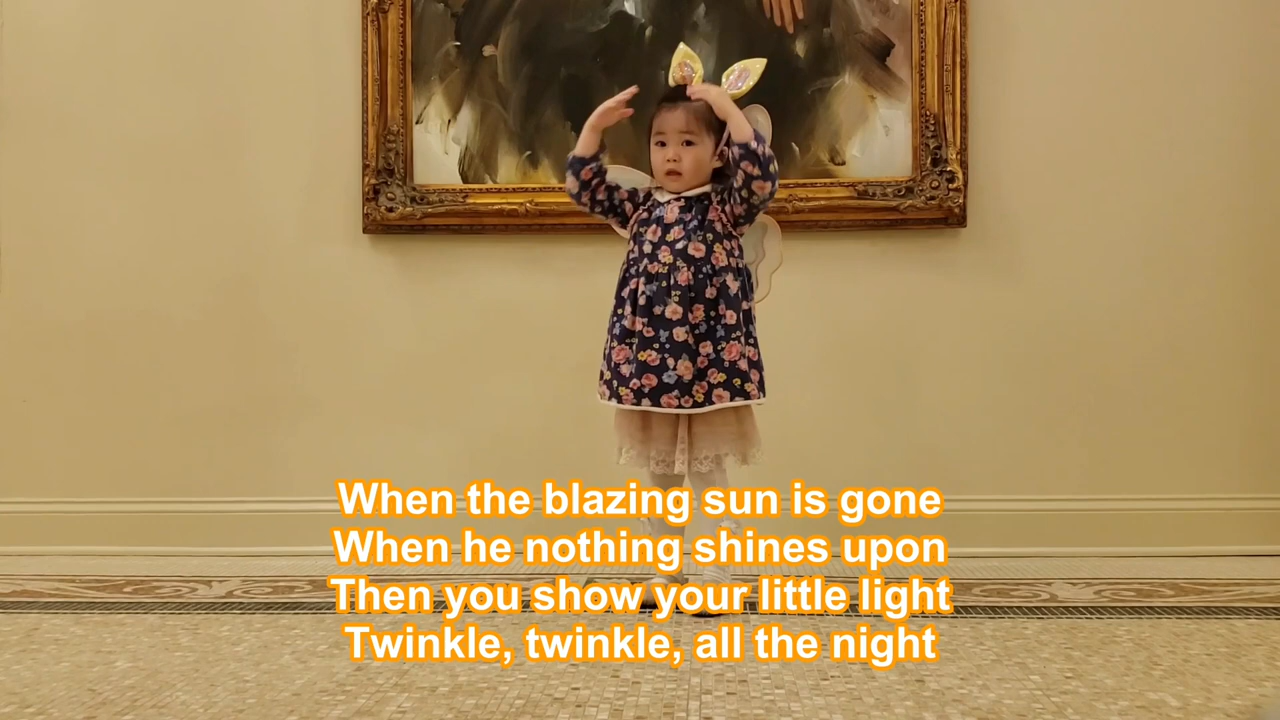 When the blazing sun is gone
When he nothing shines upon
Then you show your little light
Twinkle, twinkle, all the night